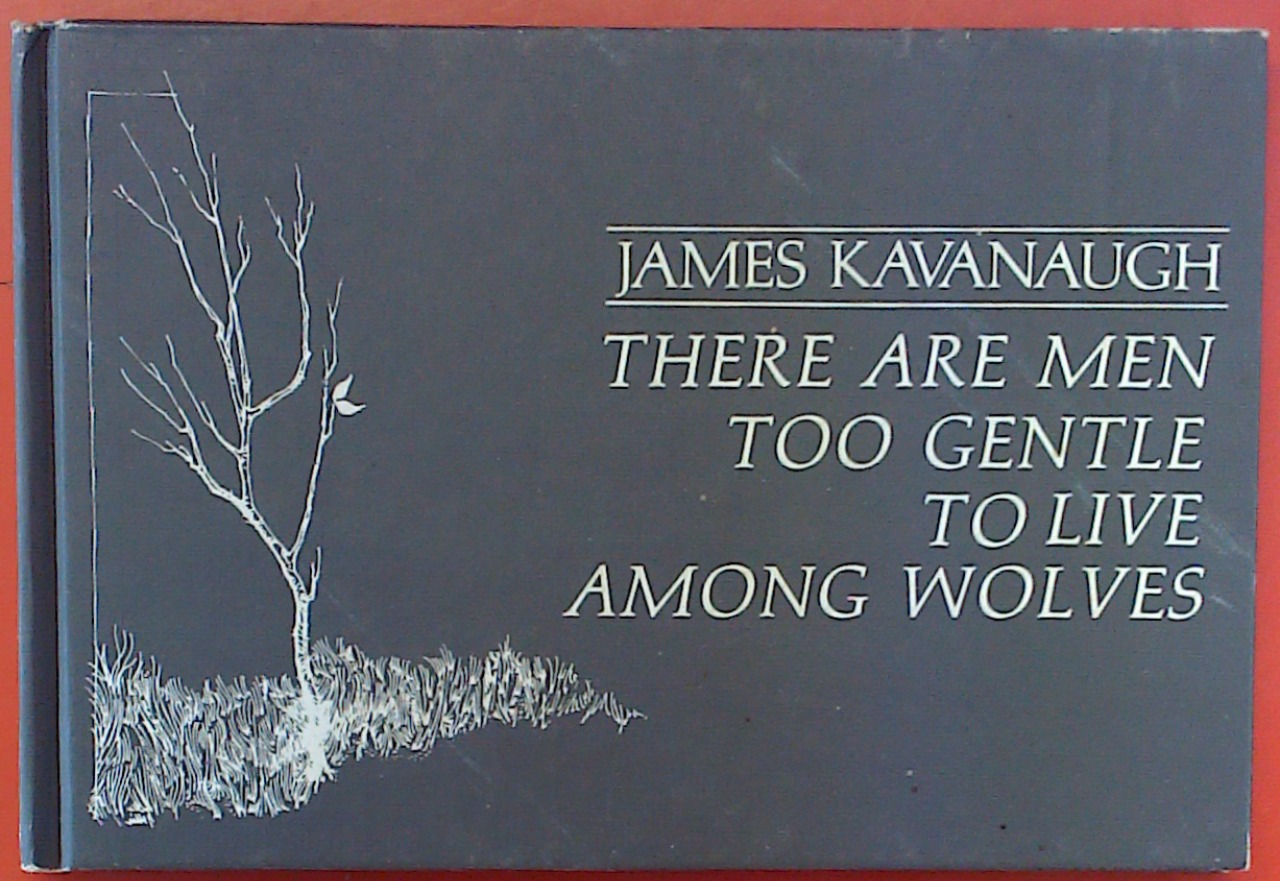 JAMES KAVANAUGH
THERE ARE MEN
TOO GENTLE
TO LIVE
AMONG WOLVES